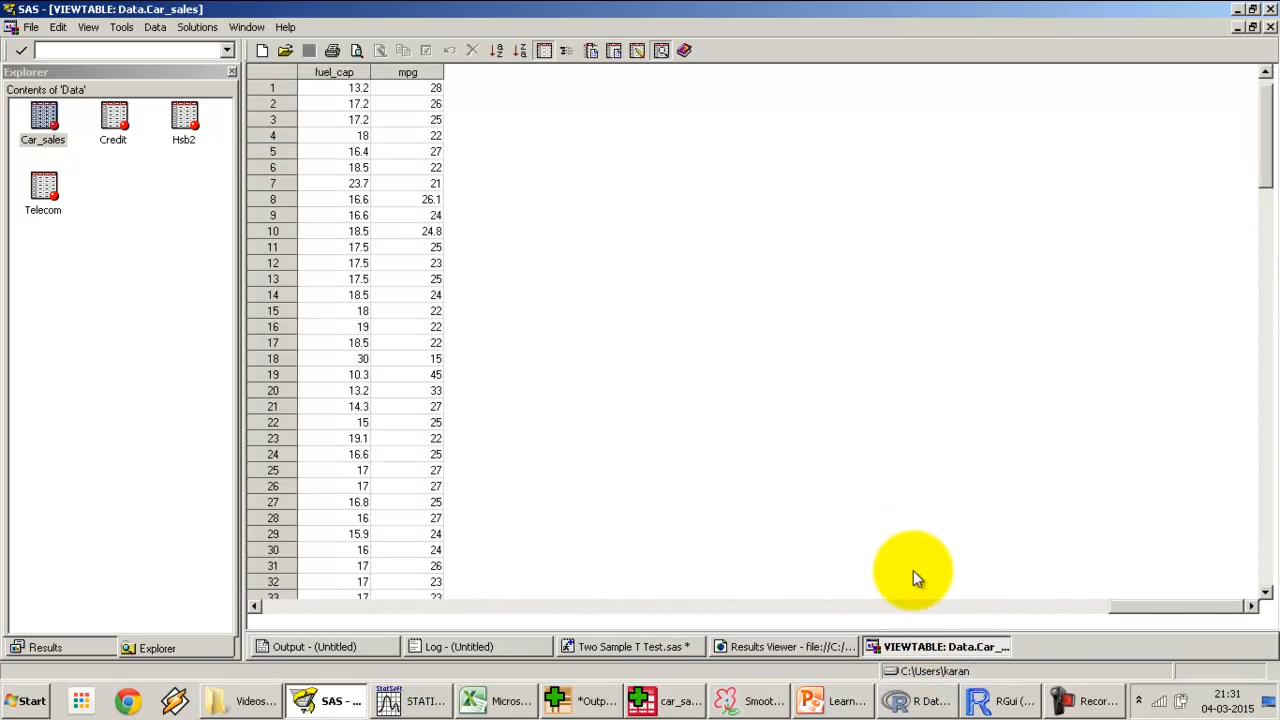 SAS - [VIEWTABLE: Data.Car_sales]
File Edit View Tools Data Solutions Window Help
Explorer
Contents of 'Data'
Car_sales Credit Hsb2
Telecom
fuel_cap mpg
1 13.2 28
2 17.2 26
3 17.2 25
4 18 22
5 16.4 27
6 18.5 22
7 23.7 21
8 16.6 26.1
9 16.6 24
10 18.5 24.8
11 17.5 25
12 17.5 23
13 17.5 25
14 18.5 24
15 18 22
16 19 22
17 18.5 22
18 30 15
19 10.3 45
20 13.2 33
21 14.3 27
22 15 25
23 19.1 22
24 16.6 25
25 17 27
26 17 27
27 16.8 25
28 16 27
29 15.9 24
30 16 24
31 17 26
32 17 23
33 17 23
Results Explorer
Output - (Untitled) Log - (Untitled) Two Sample T Test.sas * Results Viewer - file://C:/... VIEWTABLE: Data.Car_...
C:\Users\karan
Start Videos... SAS - ... STATI... Micros... *Outp... car_sa... Smoot... Learn... R Dat... RGui (... Recor... 21:31
04-03-2015